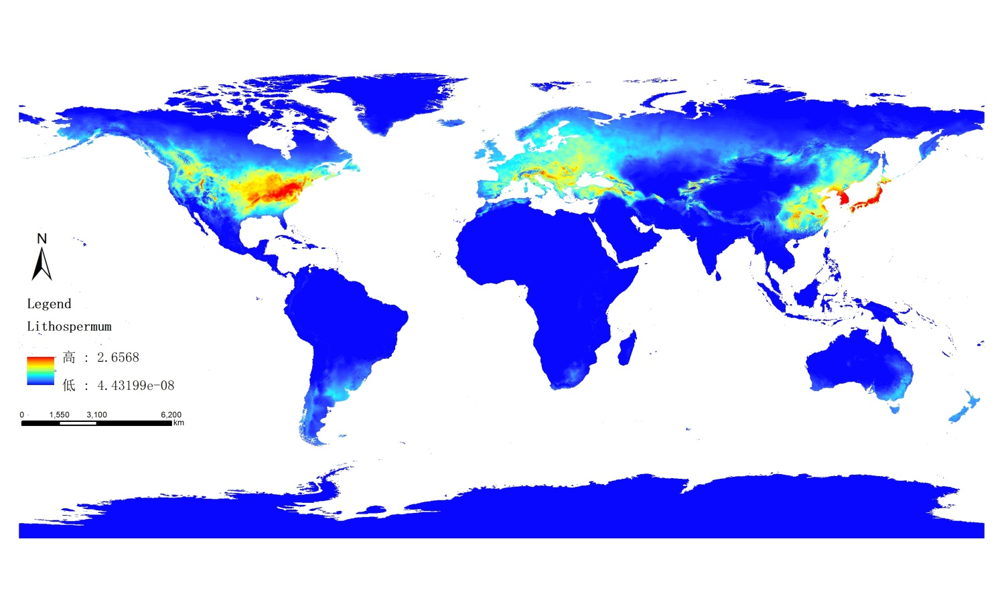 N
Legend
Lithospermum
高 : 2.6568
低 : 4.43199e-08
0 1,550 3,100 6,200
km